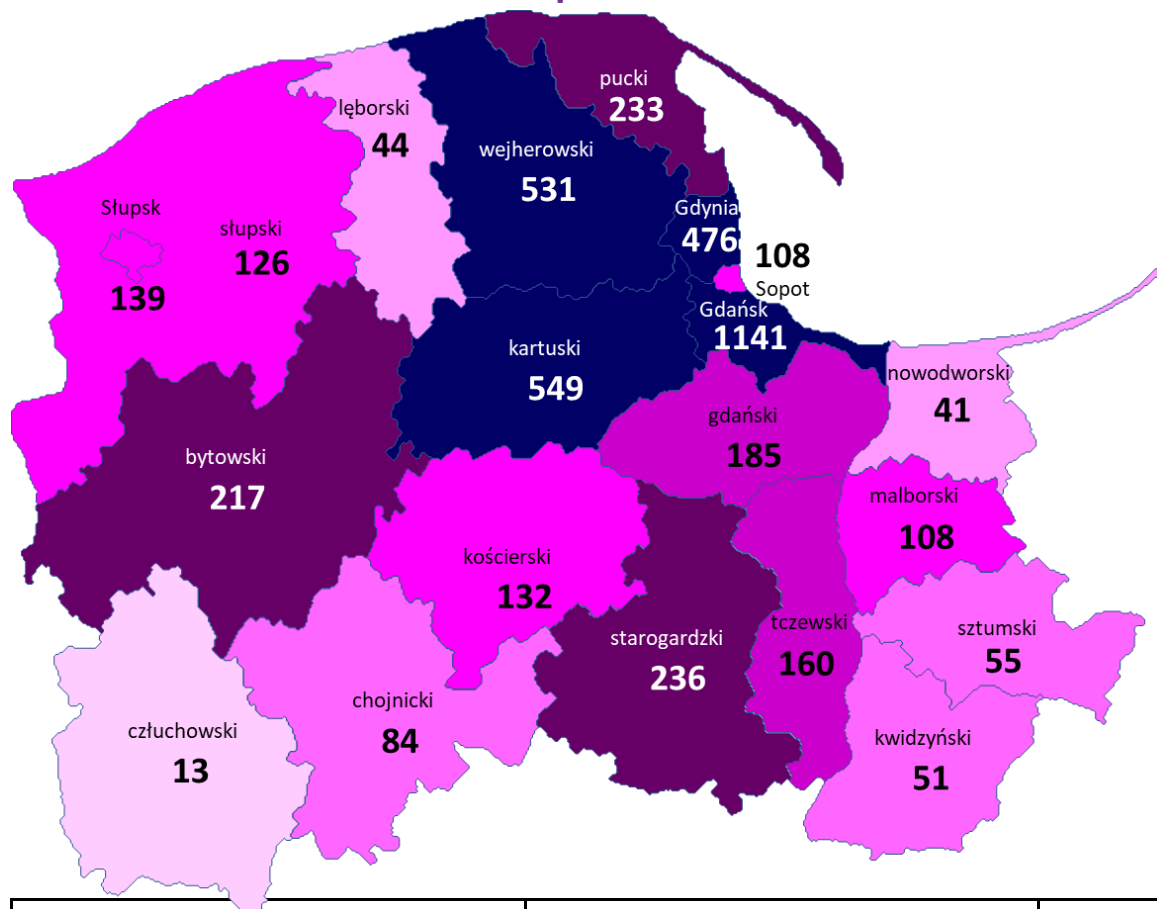 pucki
233
lęborski
44
wejherowski
531
Słupsk
139
słupski
126
Gdynia
476
108
Sopot
Gdańsk
1141
kartuski
549
nowodworski
41
gdański
185
bytowski
217
malborski
108
kościerski
132
tczewski
160
sztumski
55
starogardzki
236
chojnicki
84
człuchowski
13
kwidzyński
51